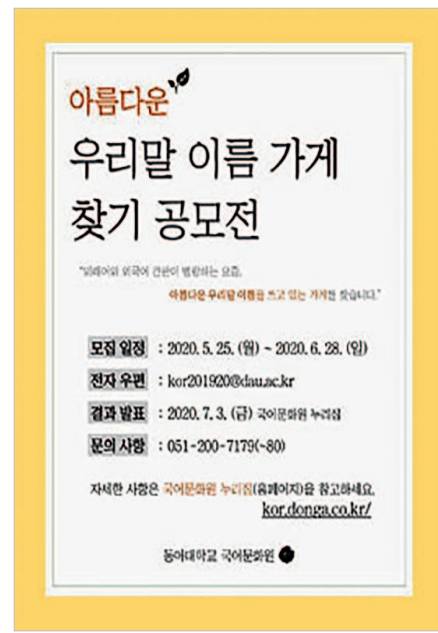 아름다운
우리말 이름 가게
찾기 공모전
"외래어와 외국어 간판이 범람하는 요즘,
아름다운 우리말 이름을 쓰고 있는 가게를 찾습니다."
모집 일정 : 2020. 5. 25. (월) ~ 2020. 6. 28. (일)
전자 우편 : kor201920@dau.ac.kr
결과 발표 : 2020. 7. 3. (금) 국어문화원 누리집
문의 사항 : 051-200-7179(~80)
자세한 사항은 국어문화원 누리집(홈페이지)을 참고하세요.
kor.donga.co.kr/
동아대학교 국어문화원